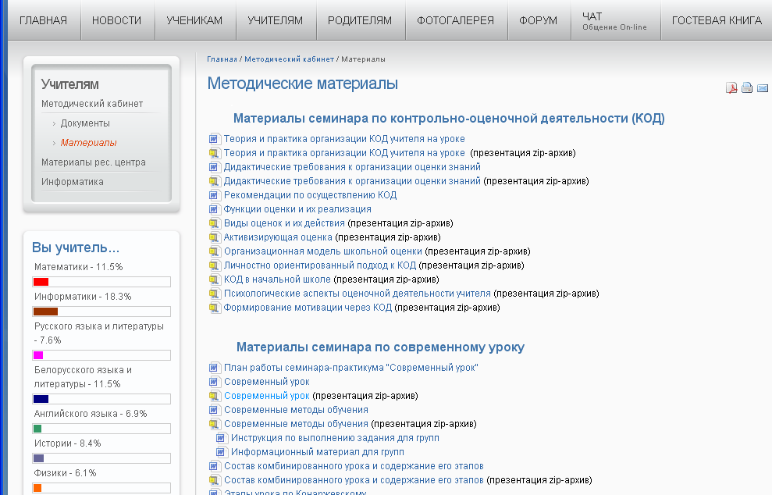 ГЛАВНАЯ НОВОСТИ УЧЕНИКАМ УЧИТЕЛЯМ РОДИТЕЛЯМ ФОТОГАЛЕРЕЯ ФОРУМ ЧАТ ГОСТЕВАЯ КНИГА
Общение On-line
Учителям
Методический кабинет
Документы
Материалы
Материалы рес. центра
Информатика
Вы учитель...
Математики - 11.5%
Информатики - 18.3%
Русского языка и литературы
- 7.6%
Белорусского языка и
литературы - 11.5%
Английского языка - 6.9%
Истории - 8.4%
Физики - 6.1%
Главная / Методический кабинет / Материалы
Методические материалы
Материалы семинара по контрольно-оценочной деятельности (КОД)
Теория и практика организации КОД учителя на уроке
Теория и практика организации КОД учителя на уроке (презентация zip-архив)
Дидактические требования к организации оценки знаний
Дидактические требования к организации оценки знаний (презентация zip-архив)
Рекомендации по осуществлению КОД
Функции оценки и их реализация
Виды оценок и их действия (презентация zip-архив)
Активизирующая оценка (презентация zip-архив)
Организационная модель школьной оценки (презентация zip-архив)
Личностно ориентированный подход к КОД (презентация zip-архив)
КОД в начальной школе (презентация zip-архив)
Психологические аспекты оценочной деятельности учителя (презентация zip-архив)
Формирование мотивации через КОД (презентация zip-архив)
Материалы семинара по современному уроку
План работы семинара-практикума "Современный урок"
Современный урок
Современный урок (презентация zip-архив)
Современные методы обучения
Современные методы обучения (презентация zip-архив)
Инструкция по выполнению задания для групп
Информационный материал для групп
Состав комбинированного урока и содержание его этапов
Состав комбинированного урока и содержание его этапов (презентация zip-архив)
Этапы урока по Конаржевскому